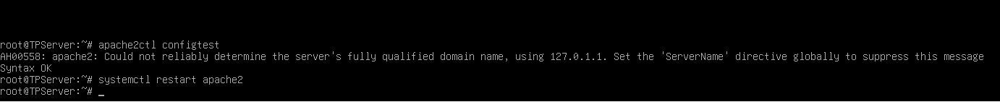 root@TPServer:~# apache2ctl configtest
AH00558: apache2: Could not reliably determine the server's fully qualified domain name, using 127.0.1.1. Set the 'ServerName' directive globally to suppress this message
Syntax OK
root@TPServer:~# systemctl restart apache2
root@TPServer:~# _